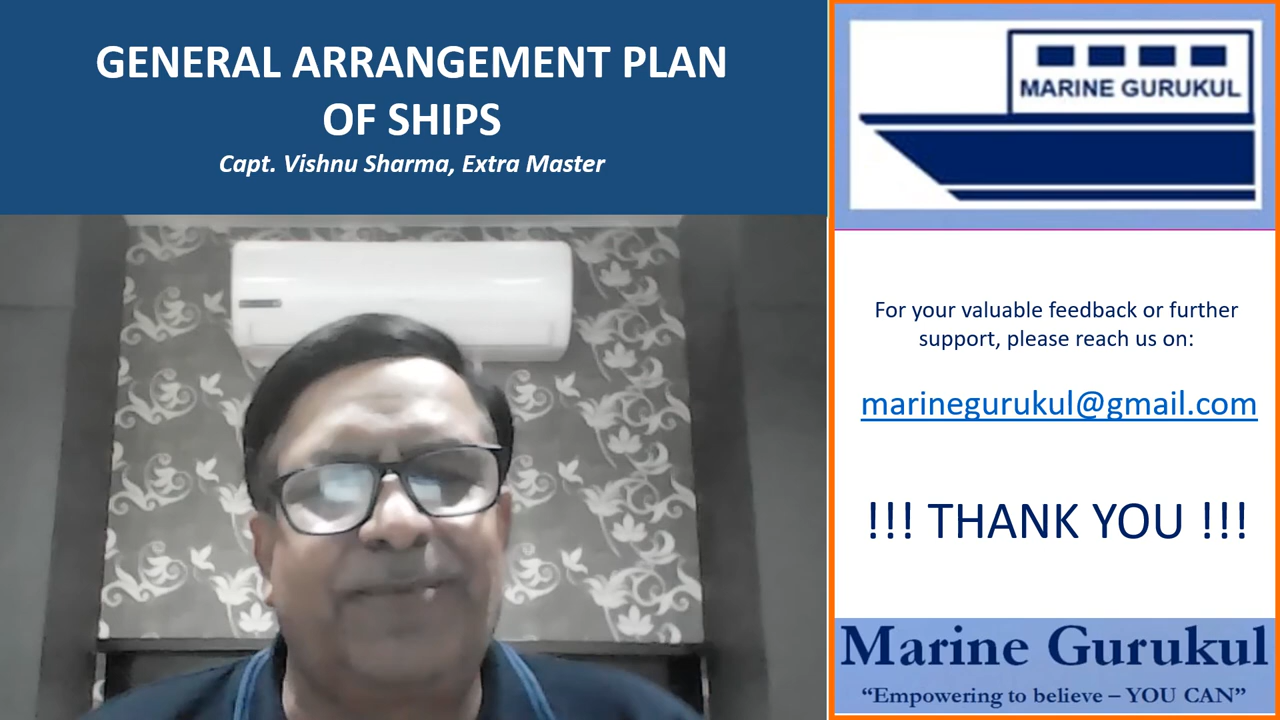 GENERAL ARRANGEMENT PLAN
OF SHIPS
Capt. Vishnu Sharma, Extra Master
MARINE GURUKUL
For your valuable feedback or further
support, please reach us on:
marinegurukul@gmail.com
!!! THANK YOU !!!
Marine Gurukul
“Empowering to believe – YOU CAN”